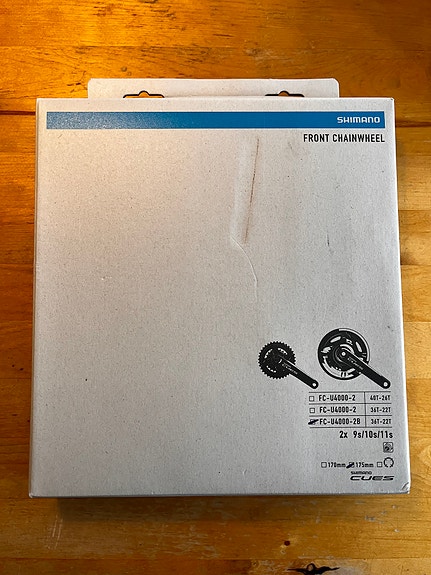 SHIMANO
FRONT CHAINWHEEL
FC-U4000-2 40T-26T
FC-U4000-2 36T-22T
FC-U4000-2B 36T-22T
2x 9s/10s/11s
170mm 175mm
SHIMANO
CUES